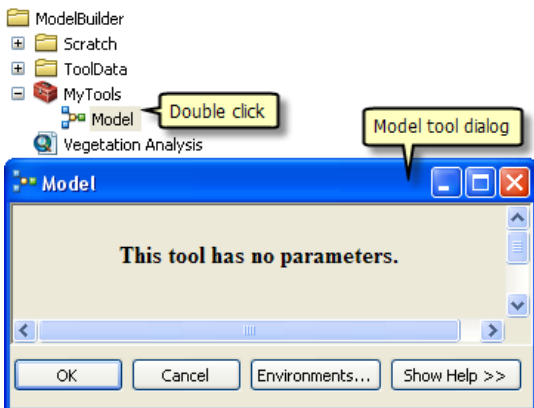 ModelBuilder
Scratch
ToolData
MyTools
Model
Double click
Model tool dialog
Vegetation Analysis
Model
This tool has no parameters.
OK
Cancel
Environments...
Show Help >>